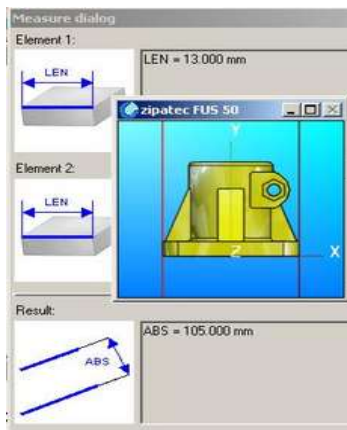 Measure dialog
Element 1:
LEN
LEN = 13.000 mm
zipatec FUS 50
Y
Z
X
Element 2:
LEN
Result:
ABS
ABS = 105.000 mm